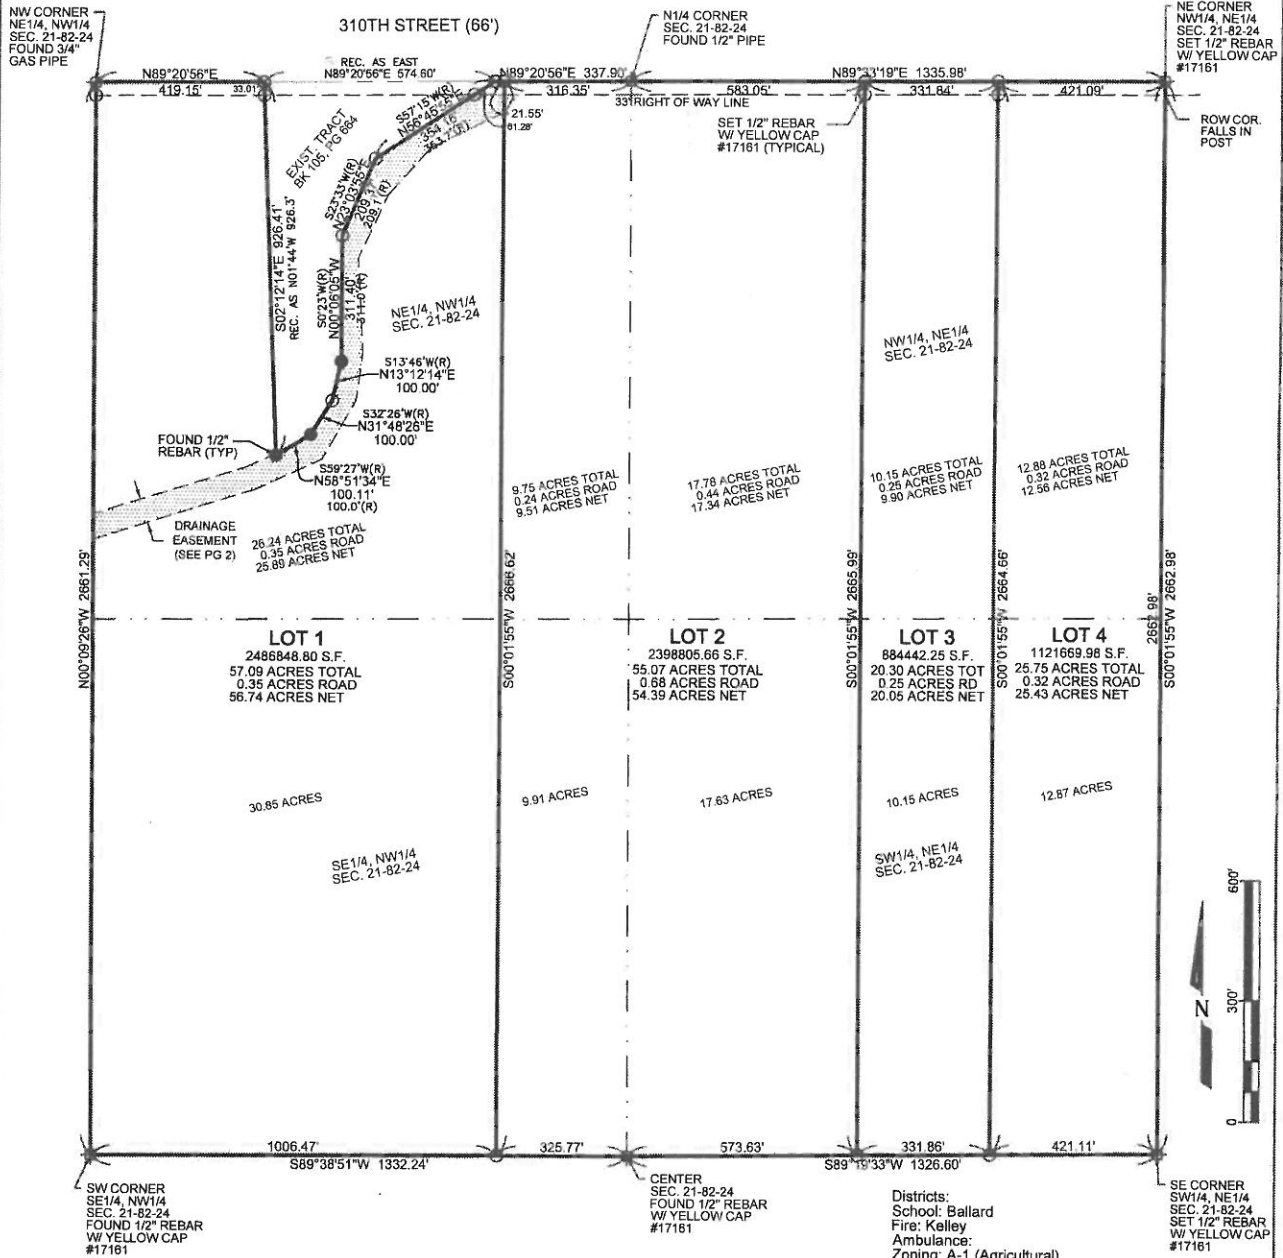 NW CORNER
NE1/4, NW1/4
SEC. 21-82-24
FOUND 3/4"
GAS PIPE
310TH STREET (66')
N1/4 CORNER
SEC. 21-82-24
FOUND 1/2" PIPE
NE CORNER
NW1/4, NE1/4
SEC. 21-82-24
SET 1/2" REBAR
W/ YELLOW CAP
#17161
N89°20'56"E
419.15'
33.01'
REC. AS EAST
N89°20'56"E 574.60'
N89°20'56"E 337.90'
316.35'
N89°33'19"E 1335.98'
583.05'
331.84'
421.09'
33' RIGHT OF WAY LINE
21.55'
61.28'
SET 1/2" REBAR
W/ YELLOW CAP
#17161 (TYPICAL)
ROW COR.
FALLS IN
POST
EXIST. TRACT
BK 105, PG 664
S57°15'W(R)
354.16'
S23°33'W(R)
N23°03'55"E
209.37'
209.1'(R)
S02°12'14"E 926.41'
REC. AS N01°44'W 926.3'
S0°23'W(R)
N00°06'05"W
311.40'
311.0'(R)
NE1/4, NW1/4
SEC. 21-82-24
NW1/4, NE1/4
SEC. 21-82-24
S13°46'W(R)
N13°12'14"E
100.00'
S32°26'W(R)
N31°48'26"E
100.00'
FOUND 1/2"
REBAR (TYP)
S59°27'W(R)
N58°51'34"E
100.11'
100.0'(R)
DRAINAGE
EASEMENT
(SEE PG 2)
26.24 ACRES TOTAL
0.35 ACRES ROAD
25.89 ACRES NET
9.75 ACRES TOTAL
0.24 ACRES ROAD
9.51 ACRES NET
17.78 ACRES TOTAL
0.44 ACRES ROAD
17.34 ACRES NET
10.15 ACRES TOTAL
0.25 ACRES ROAD
9.90 ACRES NET
12.88 ACRES TOTAL
0.32 ACRES ROAD
12.56 ACRES NET
N00°09'26"W 2661.29'
S00°01'55"W 2666.62'
S00°01'55"W 2665.99'
S00°01'55"W 2664.66'
S00°01'55"W 2662.98'
LOT 1
2486848.80 S.F.
57.09 ACRES TOTAL
0.35 ACRES ROAD
56.74 ACRES NET
LOT 2
2398805.66 S.F.
55.07 ACRES TOTAL
0.68 ACRES ROAD
54.39 ACRES NET
LOT 3
884442.25 S.F.
20.30 ACRES TOT
0.25 ACRES RD
20.05 ACRES NET
LOT 4
1121669.98 S.F.
25.75 ACRES TOTAL
0.32 ACRES ROAD
25.43 ACRES NET
30.85 ACRES
9.91 ACRES
17.63 ACRES
10.15 ACRES
12.87 ACRES
SE1/4, NW1/4
SEC. 21-82-24
SW1/4, NE1/4
SEC. 21-82-24
600'
300'
0
N
1006.47'
S89°38'51"W 1332.24'
325.77'
573.63'
S89°19'33"W 1326.60'
331.86'
421.11'
SW CORNER
SE1/4, NW1/4
SEC. 21-82-24
FOUND 1/2" REBAR
W/ YELLOW CAP
#17161
CENTER
SEC. 21-82-24
FOUND 1/2" REBAR
W/ YELLOW CAP
#17161
Districts:
School: Ballard
Fire: Kelley
Ambulance:
Zoning: A-1 (Agricultural)
SE CORNER
SW1/4, NE1/4
SEC. 21-82-24
SET 1/2" REBAR
W/ YELLOW CAP
#17161